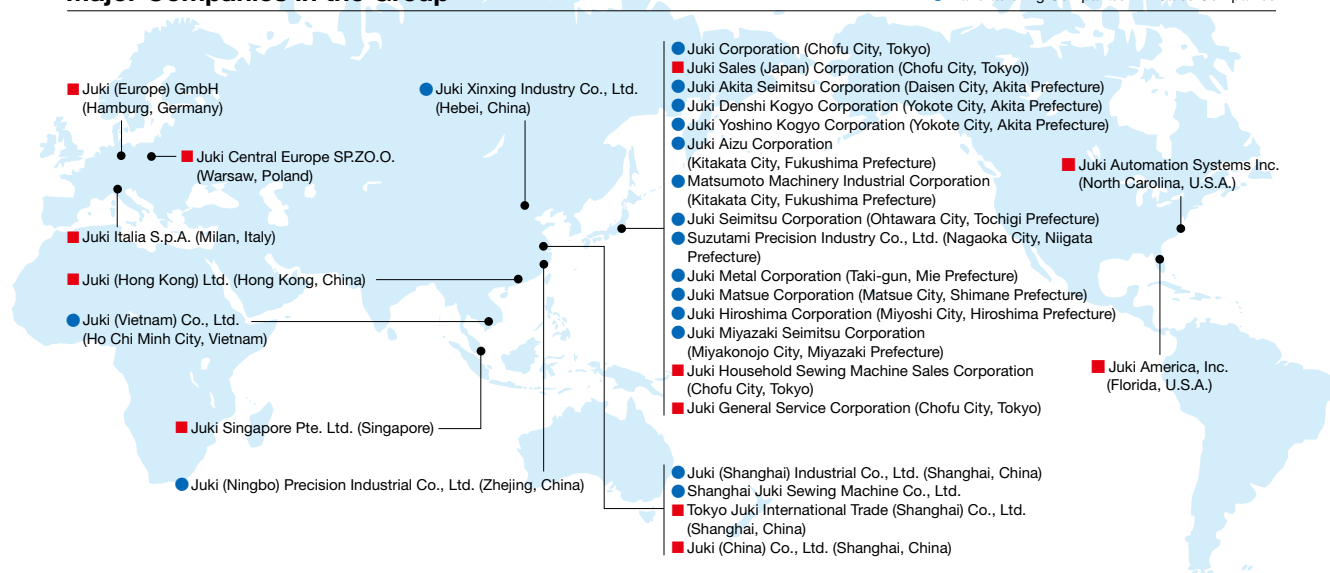 Major Companies in the Group
Juki (Europe) GmbH
(Hamburg, Germany)
Juki Central Europe SP.ZO.O.
(Warsaw, Poland)
Juki Italia S.p.A. (Milan, Italy)
Juki (Hong Kong) Ltd. (Hong Kong, China)
Juki (Vietnam) Co., Ltd.
(Ho Chi Minh City, Vietnam)
Juki Singapore Pte. Ltd. (Singapore)
Juki (Ningbo) Precision Industrial Co., Ltd. (Zhejing, China)
Juki Xinxing Industry Co., Ltd.
(Hebei, China)
Juki Corporation (Chofu City, Tokyo)
Juki Sales (Japan) Corporation (Chofu City, Tokyo))
Juki Akita Seimitsu Corporation (Daisen City, Akita Prefecture)
Juki Denshi Kogyo Corporation (Yokote City, Akita Prefecture)
Juki Yoshino Kogyo Corporation (Yokote City, Akita Prefecture)
Juki Aizu Corporation
(Kitakata City, Fukushima Prefecture)
Matsumoto Machinery Industrial Corporation
(Kitakata City, Fukushima Prefecture)
Juki Seimitsu Corporation (Ohtawara City, Tochigi Prefecture)
Suzutami Precision Industry Co., Ltd. (Nagaoka City, Niigata
Prefecture)
Juki Metal Corporation (Taki-gun, Mie Prefecture)
Juki Matsue Corporation (Matsue City, Shimane Prefecture)
Juki Hiroshima Corporation (Miyoshi City, Hiroshima Prefecture)
Juki Miyazaki Seimitsu Corporation
(Miyakonojo City, Miyazaki Prefecture)
Juki Household Sewing Machine Sales Corporation
(Chofu City, Tokyo)
Juki General Service Corporation (Chofu City, Tokyo)
Juki (Shanghai) Industrial Co., Ltd. (Shanghai, China)
Shanghai Juki Sewing Machine Co., Ltd.
Tokyo Juki International Trade (Shanghai) Co., Ltd.
(Shanghai, China)
Juki (China) Co., Ltd. (Shanghai, China)
Juki Automation Systems Inc.
(North Carolina, U.S.A.)
Juki America, Inc.
(Florida, U.S.A.)